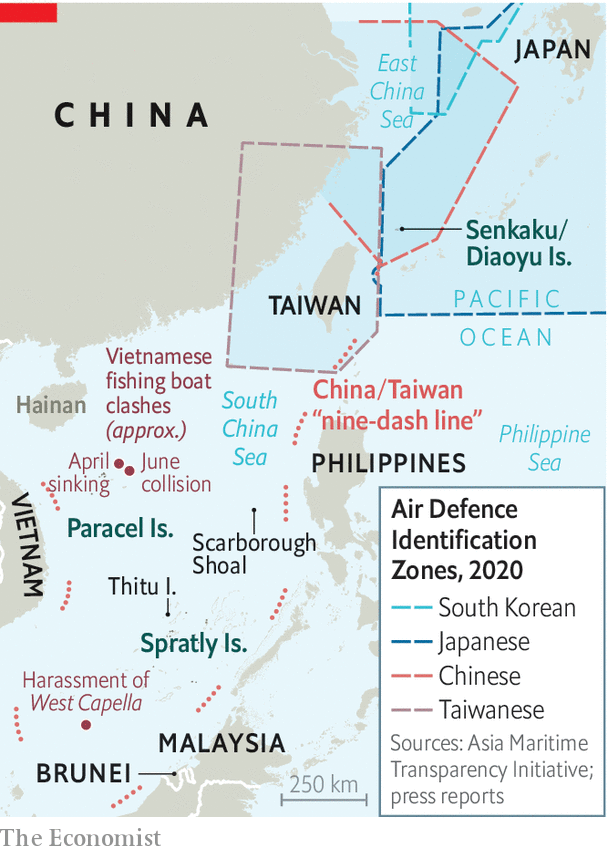 JAPAN
East
China
Sea
CHINA
Senkaku/
Diaoyu Is.
TAIWAN
PACIFIC
OCEAN
Vietnamese
fishing boat
clashes
(approx.)
Hainan
South
China
Sea
China/Taiwan
“nine-dash line”
Philippine
Sea
April
sinking
June
collision
PHILIPPINES
VIETNAM
Paracel Is.
Scarborough
Shoal
Thitu I.
Spratly Is.
Harassment of
West Capella
MALAYSIA
BRUNEI
250 km
Air Defence
Identification
Zones, 2020
South Korean
Japanese
Chinese
Taiwanese
Sources: Asia Maritime
Transparency Initiative;
press reports
The Economist